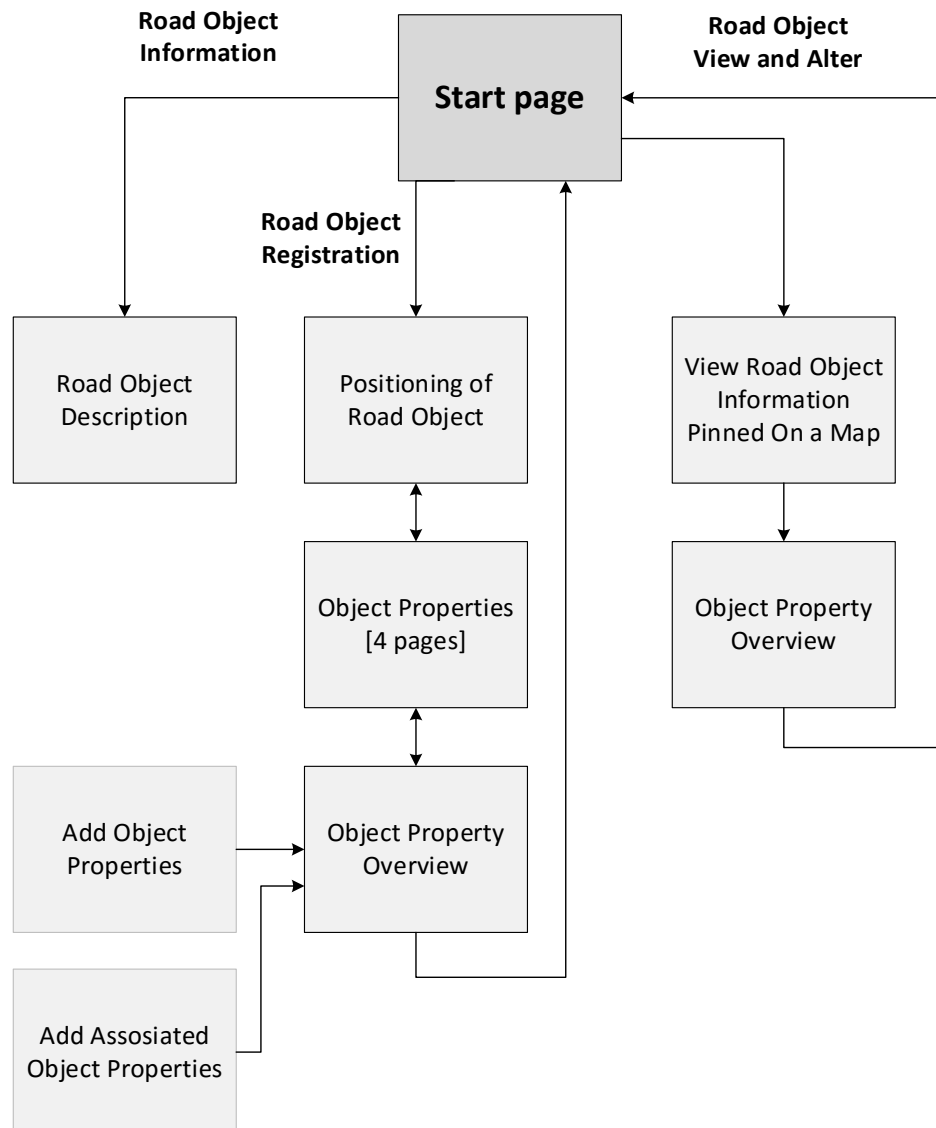 Road Object
Information
Start page
Road Object
View and Alter
Road Object
Registration
Road Object
Description
Positioning of
Road Object
View Road Object
Information
Pinned On a Map
Object Properties
[4 pages]
Object Property
Overview
Add Object
Properties
Object Property
Overview
Add Assosiated
Object Properties